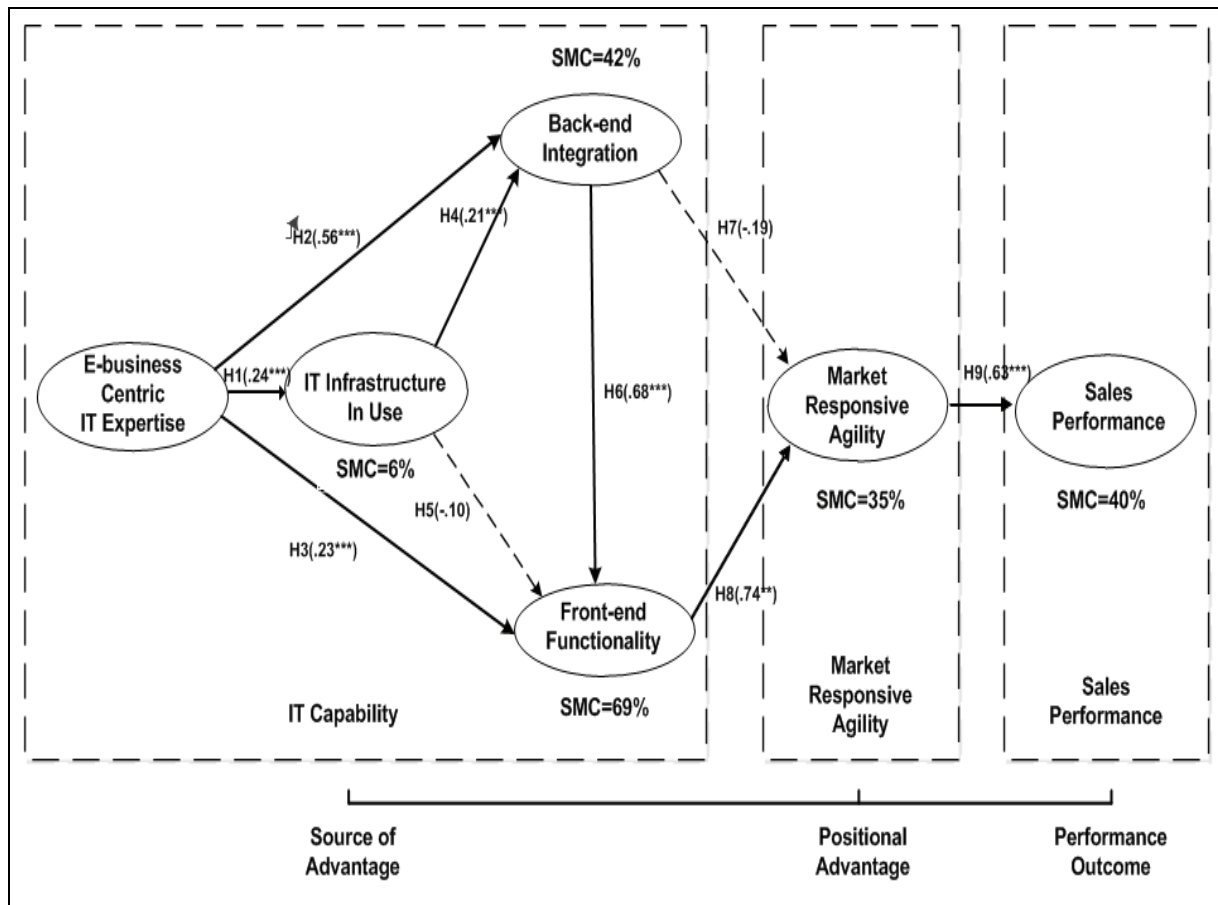 SMC=42%
Back-end
Integration
H2(.56***)
H4(.21***)
H7(-.19)
E-business
Centric
IT Expertise
H1(.24***)
IT Infrastructure
In Use
SMC=6%
H6(.68***)
Market
Responsive
Agility
SMC=35%
H9(.63***)
Sales
Performance
SMC=40%
H5(-.10)
H3(.23***)
Front-end
Functionality
SMC=69%
H8(.74**)
IT Capability
Market
Responsive
Agility
Sales
Performance
Source of
Advantage
Positional
Advantage
Performance
Outcome